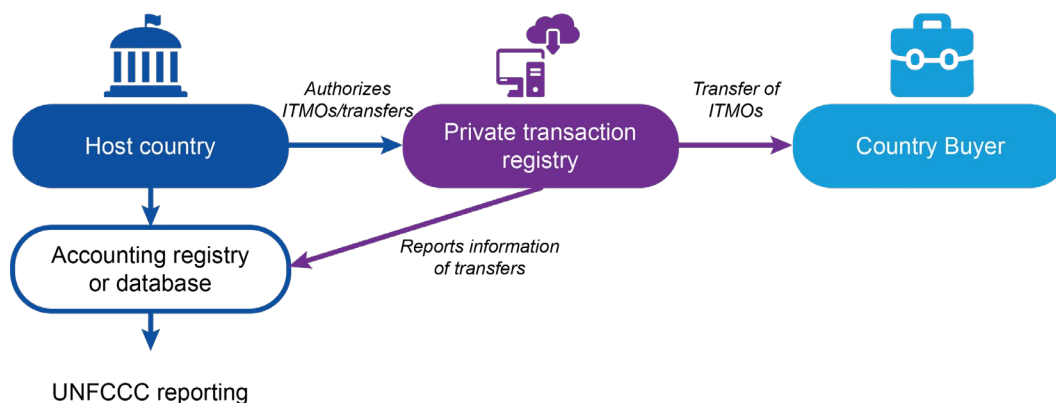 Authorizes
ITMOs/transfers
Transfer of
ITMOs
Host country
Private transaction
registry
Country Buyer
Accounting registry
or database
Reports information
of transfers
UNFCCC reporting